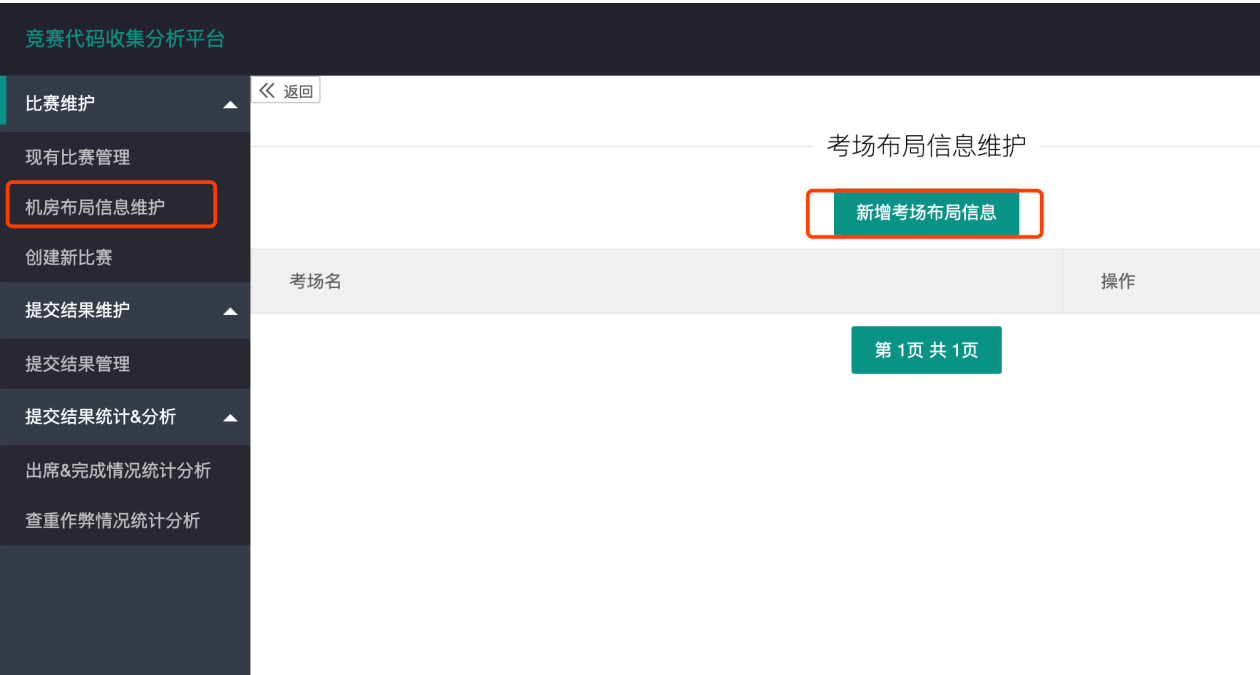 竞赛代码收集分析平台
比赛维护
现有比赛管理
机房布局信息维护
创建新比赛
提交结果维护
提交结果管理
提交结果统计&分析
出席&完成情况统计分析
查重作弊情况统计分析
返回
考场布局信息维护
新增考场布局信息
考场名
操作
第 1页 共 1页